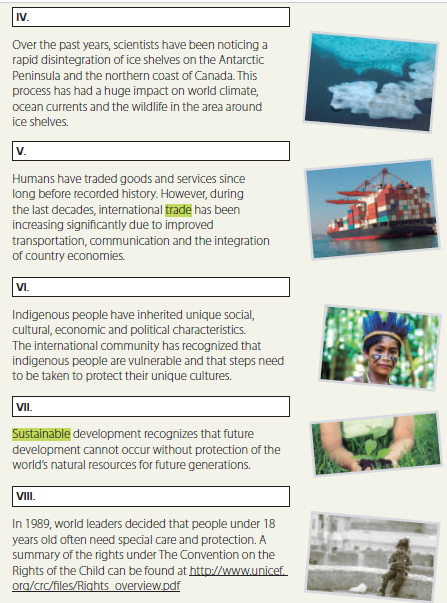 IV.
Over the past years, scientists have been noticing a
rapid disintegration of ice shelves on the Antarctic
Peninsula and the northern coast of Canada. This
process has had a huge impact on world climate,
ocean currents and the wildlife in the area around
ice shelves.
V.
Humans have traded goods and services since
long before recorded history. However, during
the last decades, international trade has been
increasing significantly due to improved
transportation, communication and the integration
of country economies.
VI.
Indigenous people have inherited unique social,
cultural, economic and political characteristics.
The international community has recognized that
indigenous people are vulnerable and that steps need
to be taken to protect their unique cultures.
VII.
Sustainable development recognizes that future
development cannot occur without protection of the
world's natural resources for future generations.
VIII.
In 1989, world leaders decided that people under 18
years old often need special care and protection. A
summary of the rights under The Convention on the
Rights of the Child can be found at http://www.unicef.
org/crc/files/Rights_overview.pdf